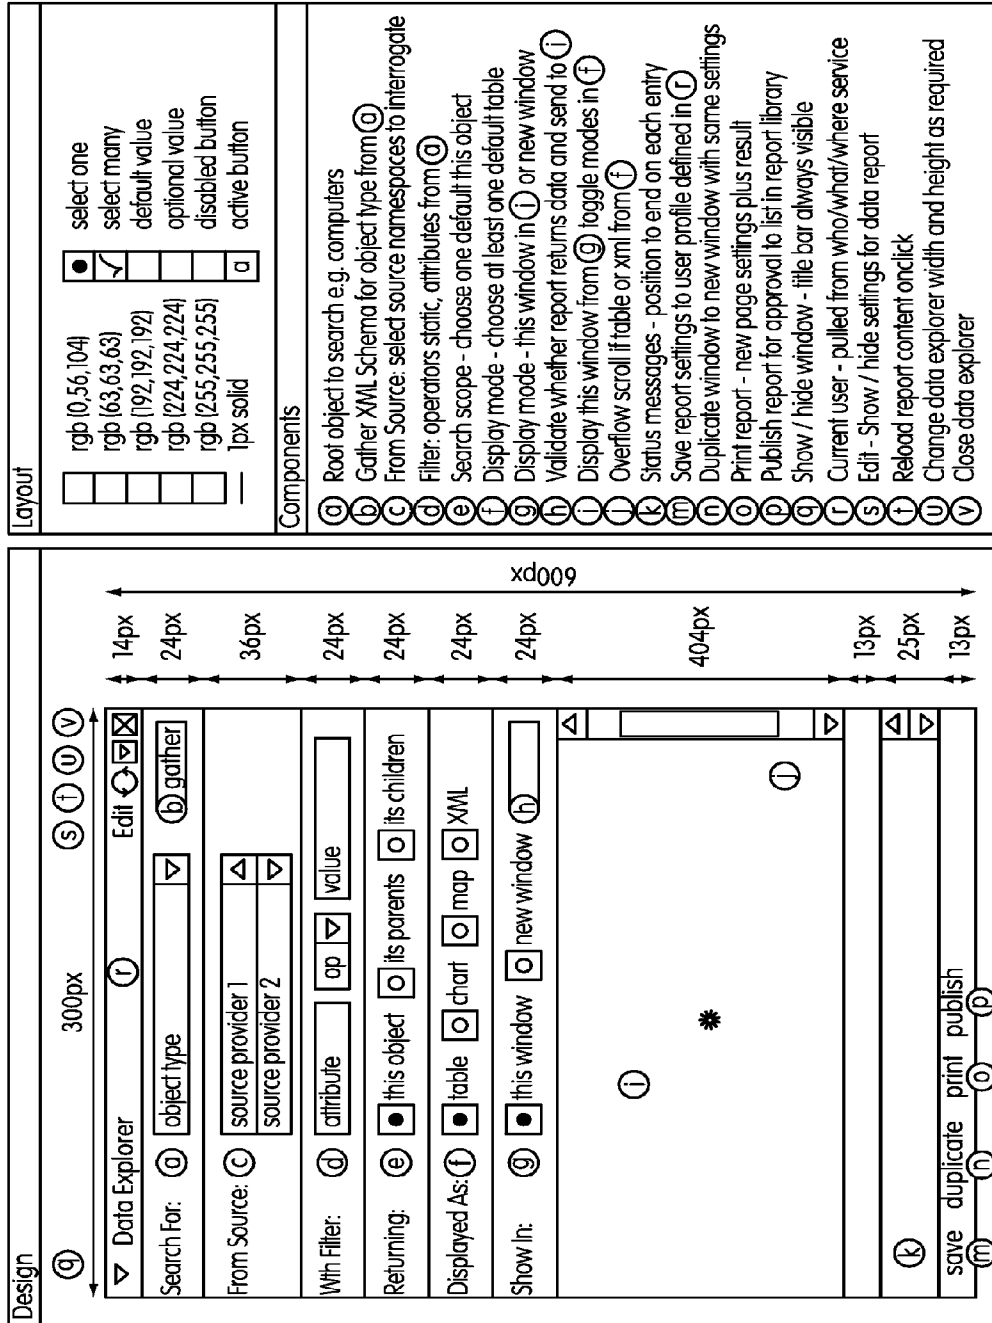 Design
300px
q
s t u v
Data Explorer
r
Edit
14px
Search For:
a
object type
b gather
24px
From Source:
c
source provider 1
source provider 2
36px
Wth Filter:
d
attribute
op
value
24px
Returning:
e
this object
its parents
its children
24px
Displayed As:
f
table
chart
map
XML
24px
Show In:
g
this window
new window
h
24px
i
j
404px
600px
13px
k
25px
save duplicate print publish
13px
m n o p
Layout
rgb (0,56,104)
rgb (63,63,63)
rgb (192,192,192)
rgb (224,224,224)
rgb (255,255,255)
1px solid
select one
select many
default value
optional value
disabled button
a active button
Components
a Root object to search e.g. computers
b Gather XML Schema for object type from a
c From Source: select source namespaces to interrogate
d Filter: operators static, attributes from a
e Search scope - choose one default this object
f Display mode - choose at least one default table
g Display mode - this window in i or new window
h Validate whether report returns data and send to i
i Display this window from g toggle modes in f
j Overflow scroll if table or xml from f
k Status messages - position to end on each entry
m Save report settings to user profile defined in r
n Duplicate window to new window with same settings
o Print report - new page settings plus result
p Publish report for approval to list in report library
q Show / hide window - title bar always visible
r Current user - pulled from who/what/where service
s Edit - Show / hide settings for data report
t Reload report content onclick
u Change data explorer width and height as required
v Close data explorer